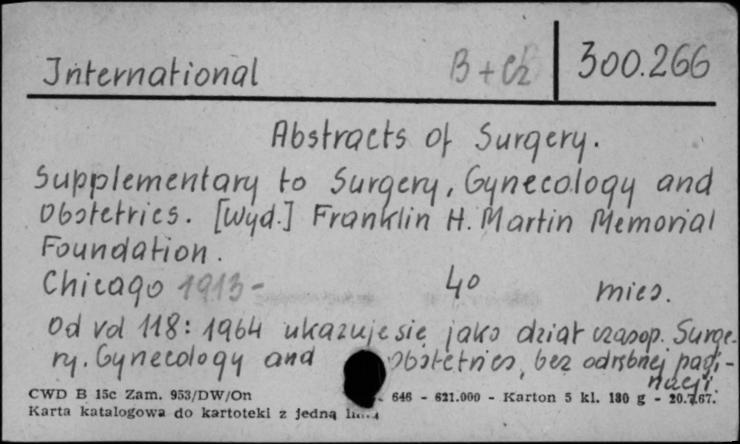 International B + Ch 300.266
Abstracts of Surgery.
Supplementary to Surgery, Gynecology and
Obstetrics. [Wyd.] Franklin H. Martin Memorial
Foundation.
Chicago 1913- 4° mies.
Od vol 118: 1964 ukazuje się jako dział czasop. Surge-
ry. Gynecology and Obstetrics, bez odrębnej pagi-
nacji.
CWD B 15c Zam. 953/DW/On 646 - 621.000 - Karton 5 kl. 180 g - 20.7.67.
Karta katalogowa do kartoteki z jedną